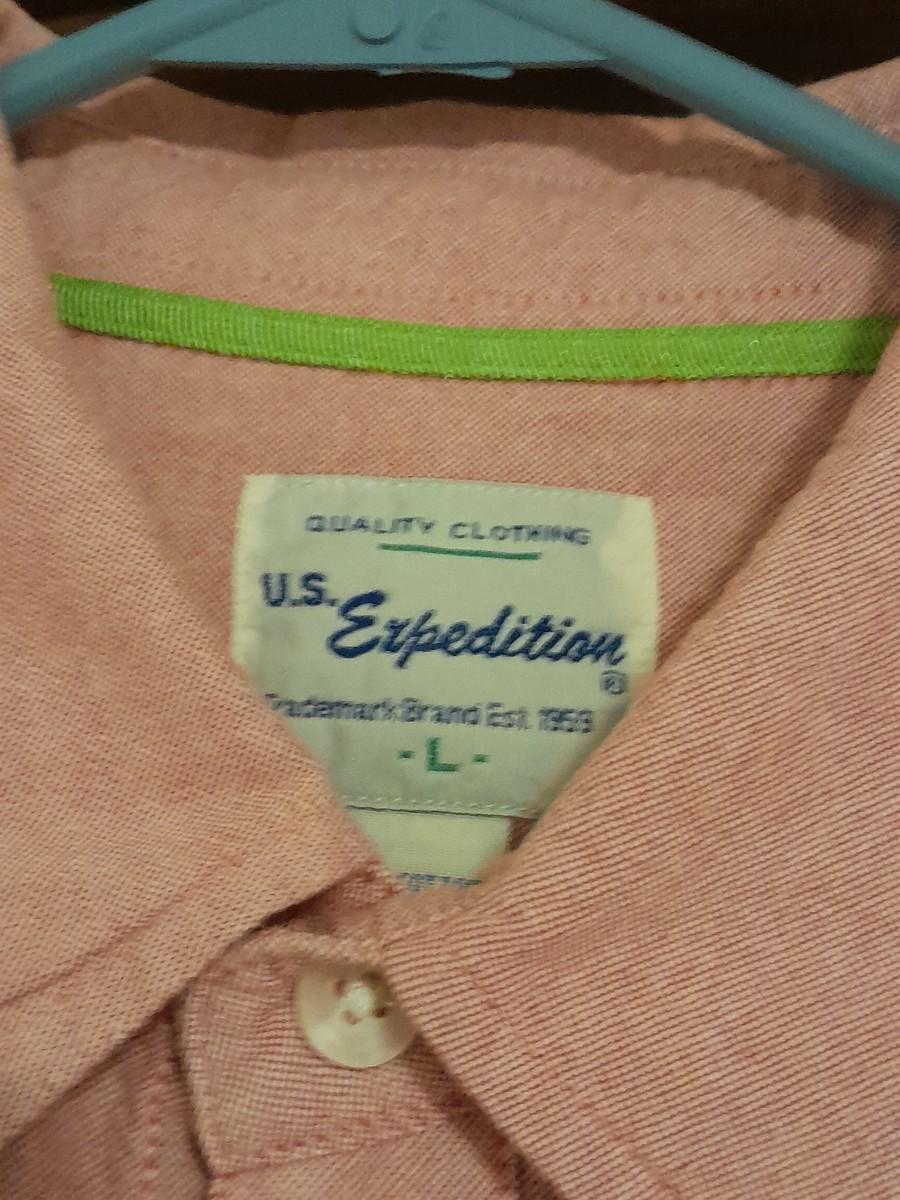 QUALITY CLOTHING
U.S. Expedition
®
Trademark Brand Est. 1959
- L -